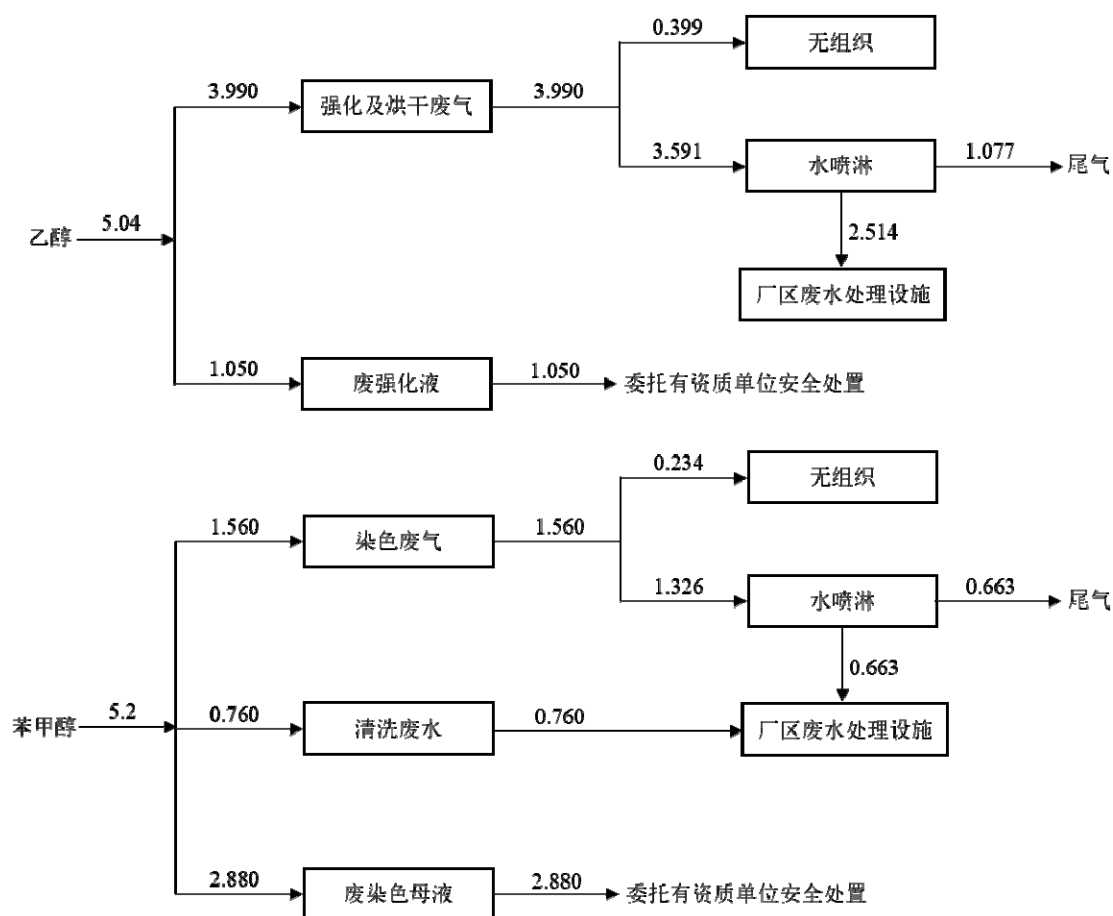 0.399
无组织
3.990
强化及烘干废气
3.990
3.591
水喷淋
1.077
尾气
乙醇
5.04
2.514
厂区废水处理设施
1.050
废强化液
1.050
委托有资质单位安全处置
0.234
无组织
1.560
染色废气
1.560
1.326
水喷淋
0.663
尾气
0.663
苯甲醇
5.2
0.760
清洗废水
0.760
厂区废水处理设施
2.880
废染色母液
2.880
委托有资质单位安全处置